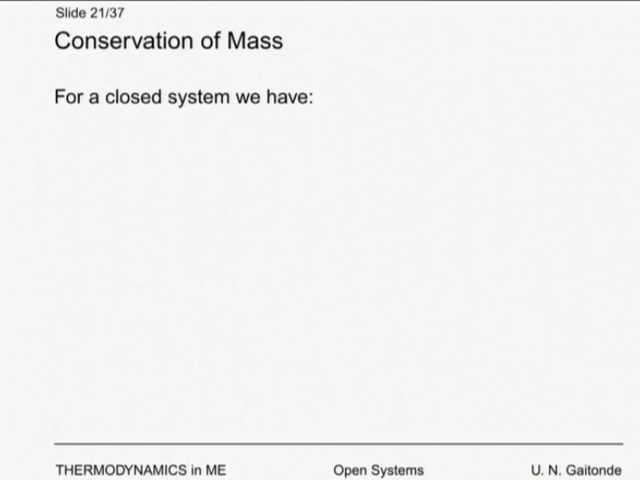 Slide 21/37
Conservation of Mass
For a closed system we have:
THERMODYNAMICS in ME Open Systems U. N. Gaitonde